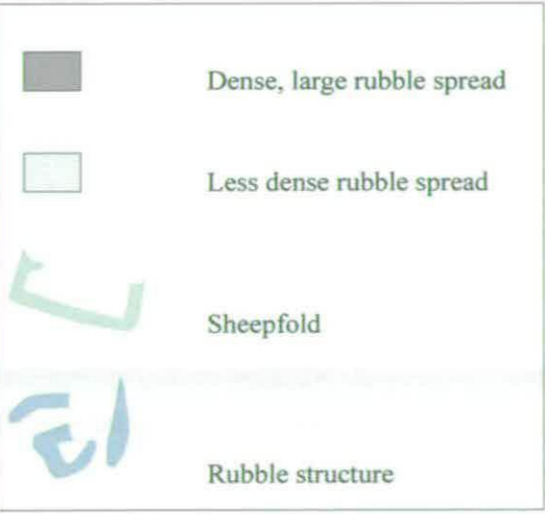 Dense, large rubble spread
Less dense rubble spread
Sheepfold
Rubble structure